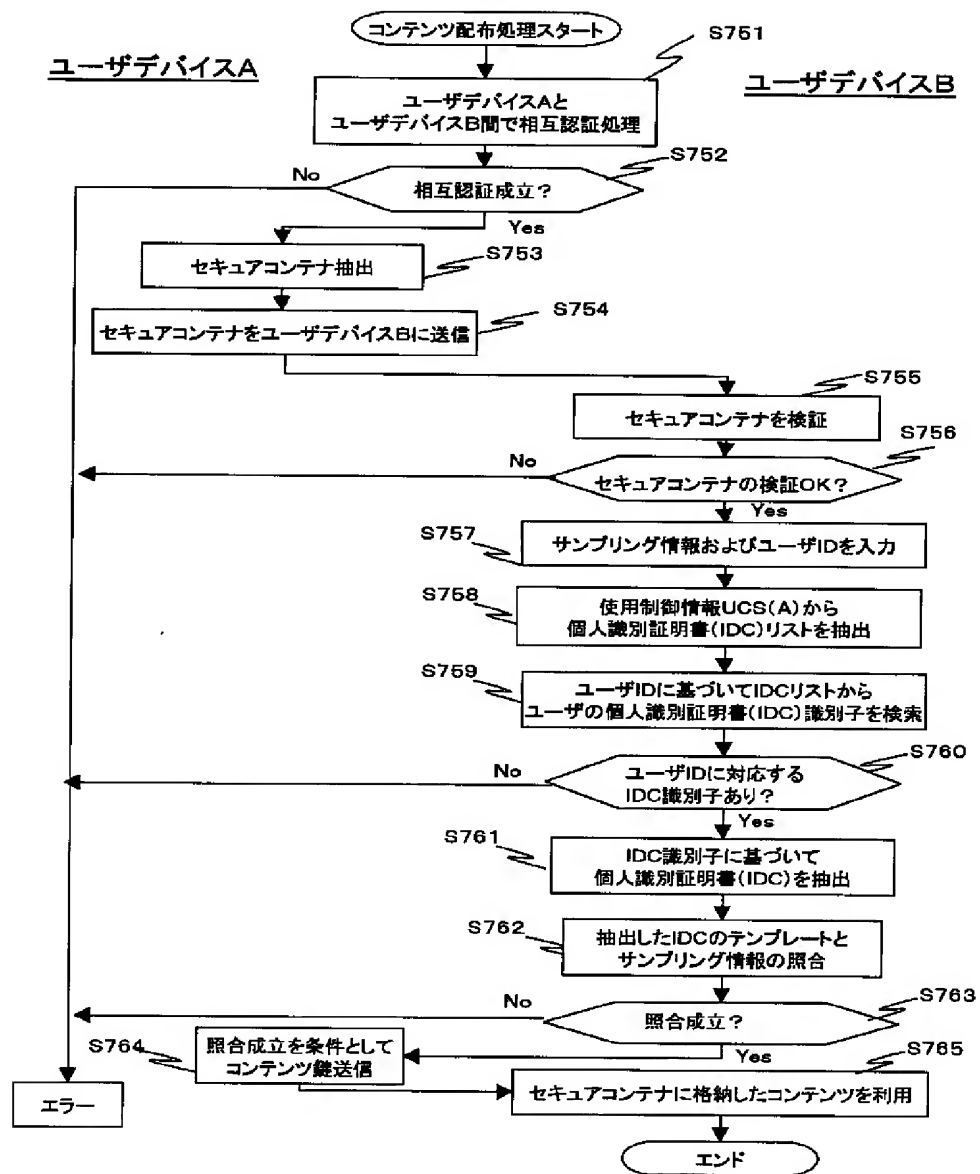 コンテンツ配布処理スタート
S751
ユーザデバイスA
ユーザデバイスB
ユーザデバイスAと
ユーザデバイスB間で相互認証処理
S752
No
相互認証成立？
Yes
S753
セキュアコンテナ抽出
S754
セキュアコンテナをユーザデバイスBに送信
S755
セキュアコンテナを検証
S756
No
セキュアコンテナの検証OK？
Yes
S757
サンプリング情報およびユーザIDを入力
S758
使用制御情報UCS(A)から
個人識別証明書(IDC)リストを抽出
S759
ユーザIDに基づいてIDCリストから
ユーザの個人識別証明書(IDC)識別子を検索
S760
No
ユーザIDに対応する
IDC識別子あり？
Yes
S761
IDC識別子に基づいて
個人識別証明書(IDC)を抽出
S762
抽出したIDCのテンプレートと
サンプリング情報の照合
S763
No
照合成立？
Yes
S764
照合成立を条件として
コンテンツ鍵送信
S765
セキュアコンテナに格納したコンテンツを利用
エラー
エンド